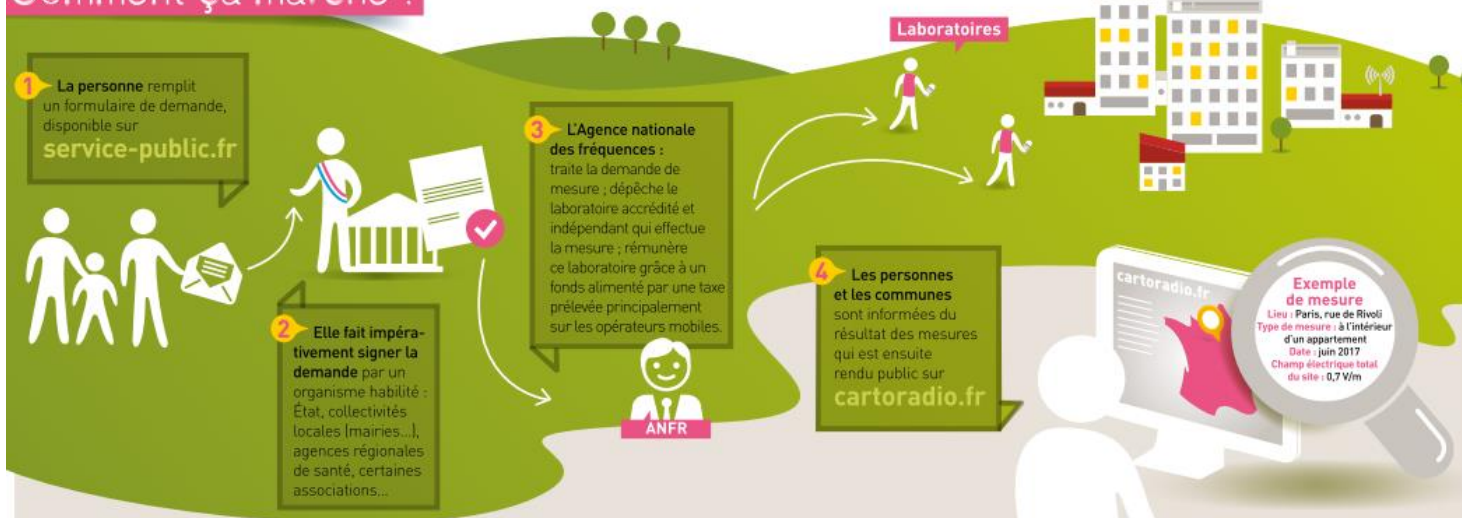 Comment ça marche ?
1 La personne remplit
un formulaire de demande,
disponible sur
service-public.fr
2 Elle fait impéra-
tivement signer la
demande par un
organisme habilité :
État, collectivités
locales (mairies...),
agences régionales
de santé, certaines
associations...
3 L'Agence nationale
des fréquences :
traite la demande de
mesure ; dépêche le
laboratoire accrédité et
indépendant qui effectue
la mesure ; rémunère
ce laboratoire grâce à un
fonds alimenté par une taxe
prélevée principalement
sur les opérateurs mobiles.
ANFR
Laboratoires
4 Les personnes
et les communes
sont informées du
résultat des mesures
qui est ensuite
rendu public sur
cartoradio.fr
cartoradio.fr
Exemple
de mesure
Lieu : Paris, rue de Rivoli
Type de mesure : à l'intérieur
d'un appartement
Date : juin 2017
Champ électrique total
du site : 0,7 V/m